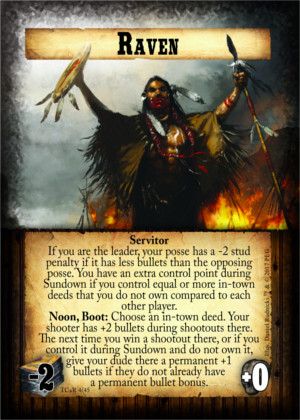 RAVEN
Servitor
If you are the leader, your posse has a -2 stud
penalty if it has less bullets than the opposing
posse. You have an extra control point during
Sundown if you control equal or more in-town
deeds that you do not own compared to each
other player.
Noon, Boot: Choose an in-town deed. Your
shooter has +2 bullets during shootouts there.
The next time you win a shootout there, or if you
control it during Sundown and do not own it,
give your dude there a permanent +1
bullets if they do not already have
a permanent bullet bonus.
-2
+0